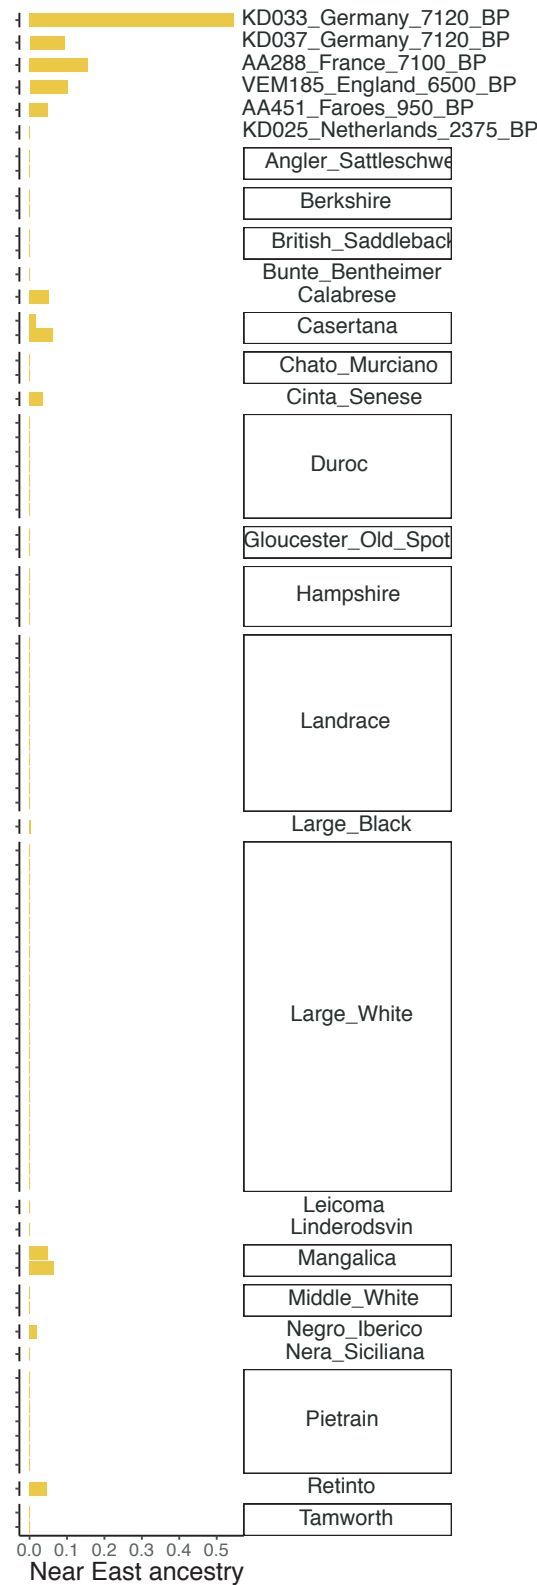 KD033_Germany_7120_BP
KD037_Germany_7120_BP
AA288_France_7100_BP
VEM185_England_6500_BP
AA451_Faroes_950_BP
KD025_Netherlands_2375_BP
Angler_Sattleschwe
Berkshire
British_Saddleback
Bunte_Bentheimer
Calabrese
Casertana
Chato_Murciano
Cinta_Senese
Duroc
Gloucester_Old_Spot
Hampshire
Landrace
Large_Black
Large_White
Leicoma
Linderodsvin
Mangalica
Middle_White
Negro_Iberico
Nera_Siciliana
Pietrain
Retinto
Tamworth
0.0 0.1 0.2 0.3 0.4 0.5
Near East ancestry